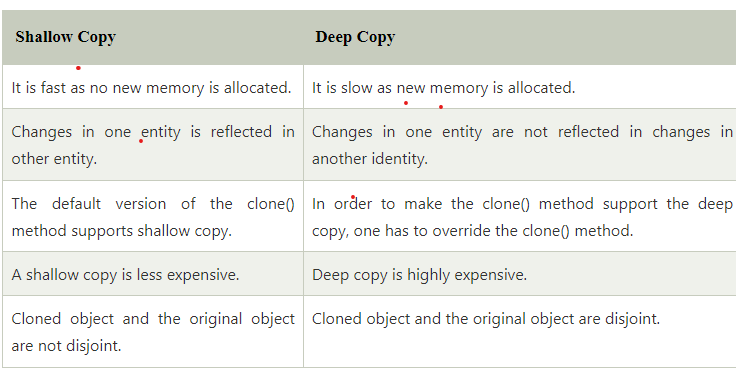 Shallow Copy
Deep Copy
It is fast as no new memory is allocated.
It is slow as new memory is allocated.
Changes in one entity is reflected in
other entity.
Changes in one entity are not reflected in changes in
another identity.
The default version of the clone()
method supports shallow copy.
In order to make the clone() method support the deep
copy, one has to override the clone() method.
A shallow copy is less expensive.
Deep copy is highly expensive.
Cloned object and the original object
are not disjoint.
Cloned object and the original object are disjoint.